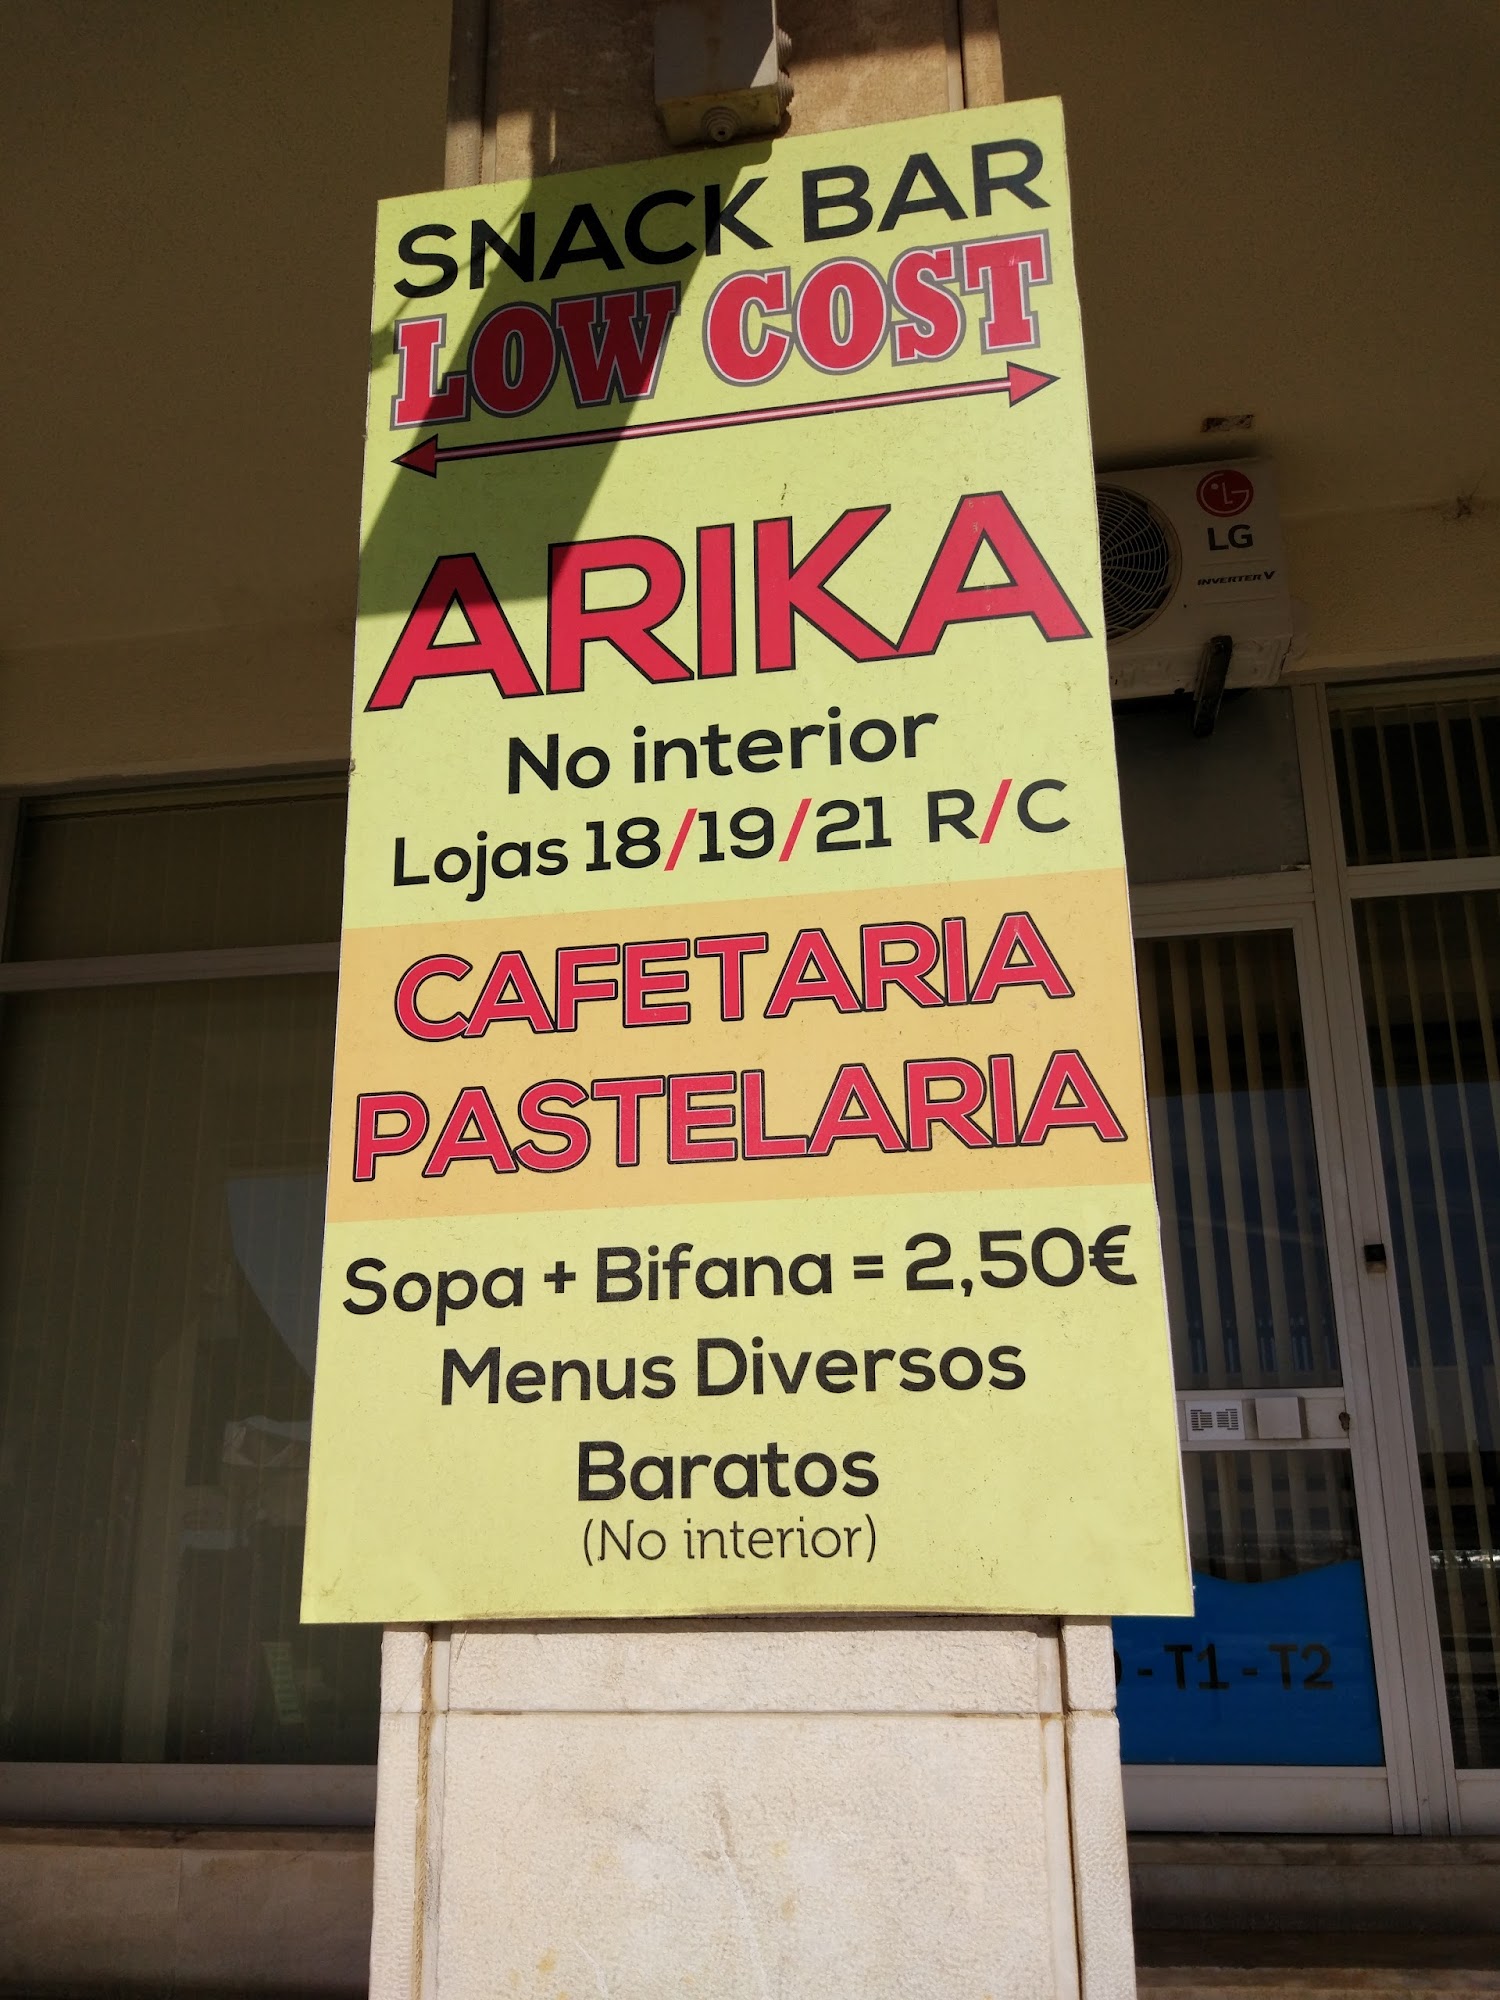 SNACK BAR
LOW COST
ARIKA
No interior
Lojas 18/19/21 R/C
CAFETARIA
PASTELARIA
Sopa + Bifana = 2,50€
Menus Diversos
Baratos
(No interior)
LG
INVERTER V
- T1 - T2